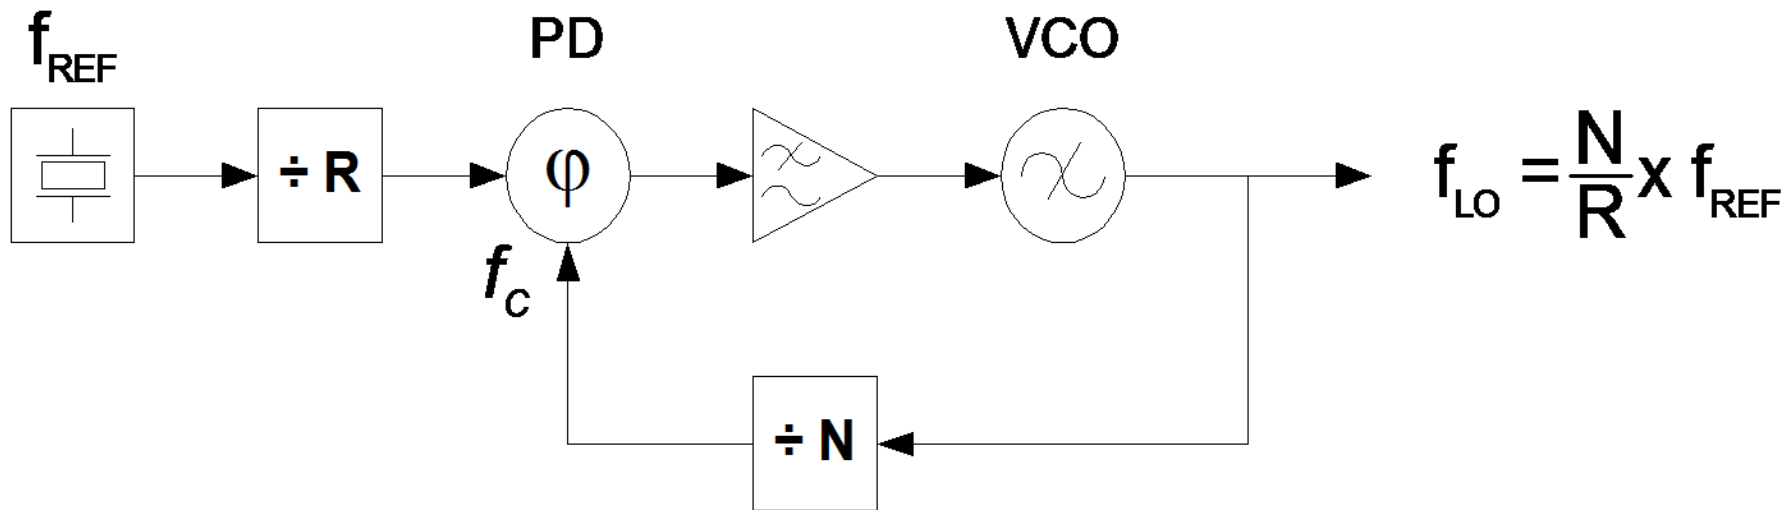 f_REF
PD
VCO
÷ R
φ
f_LO = N/R x f_REF
f_C
÷ N